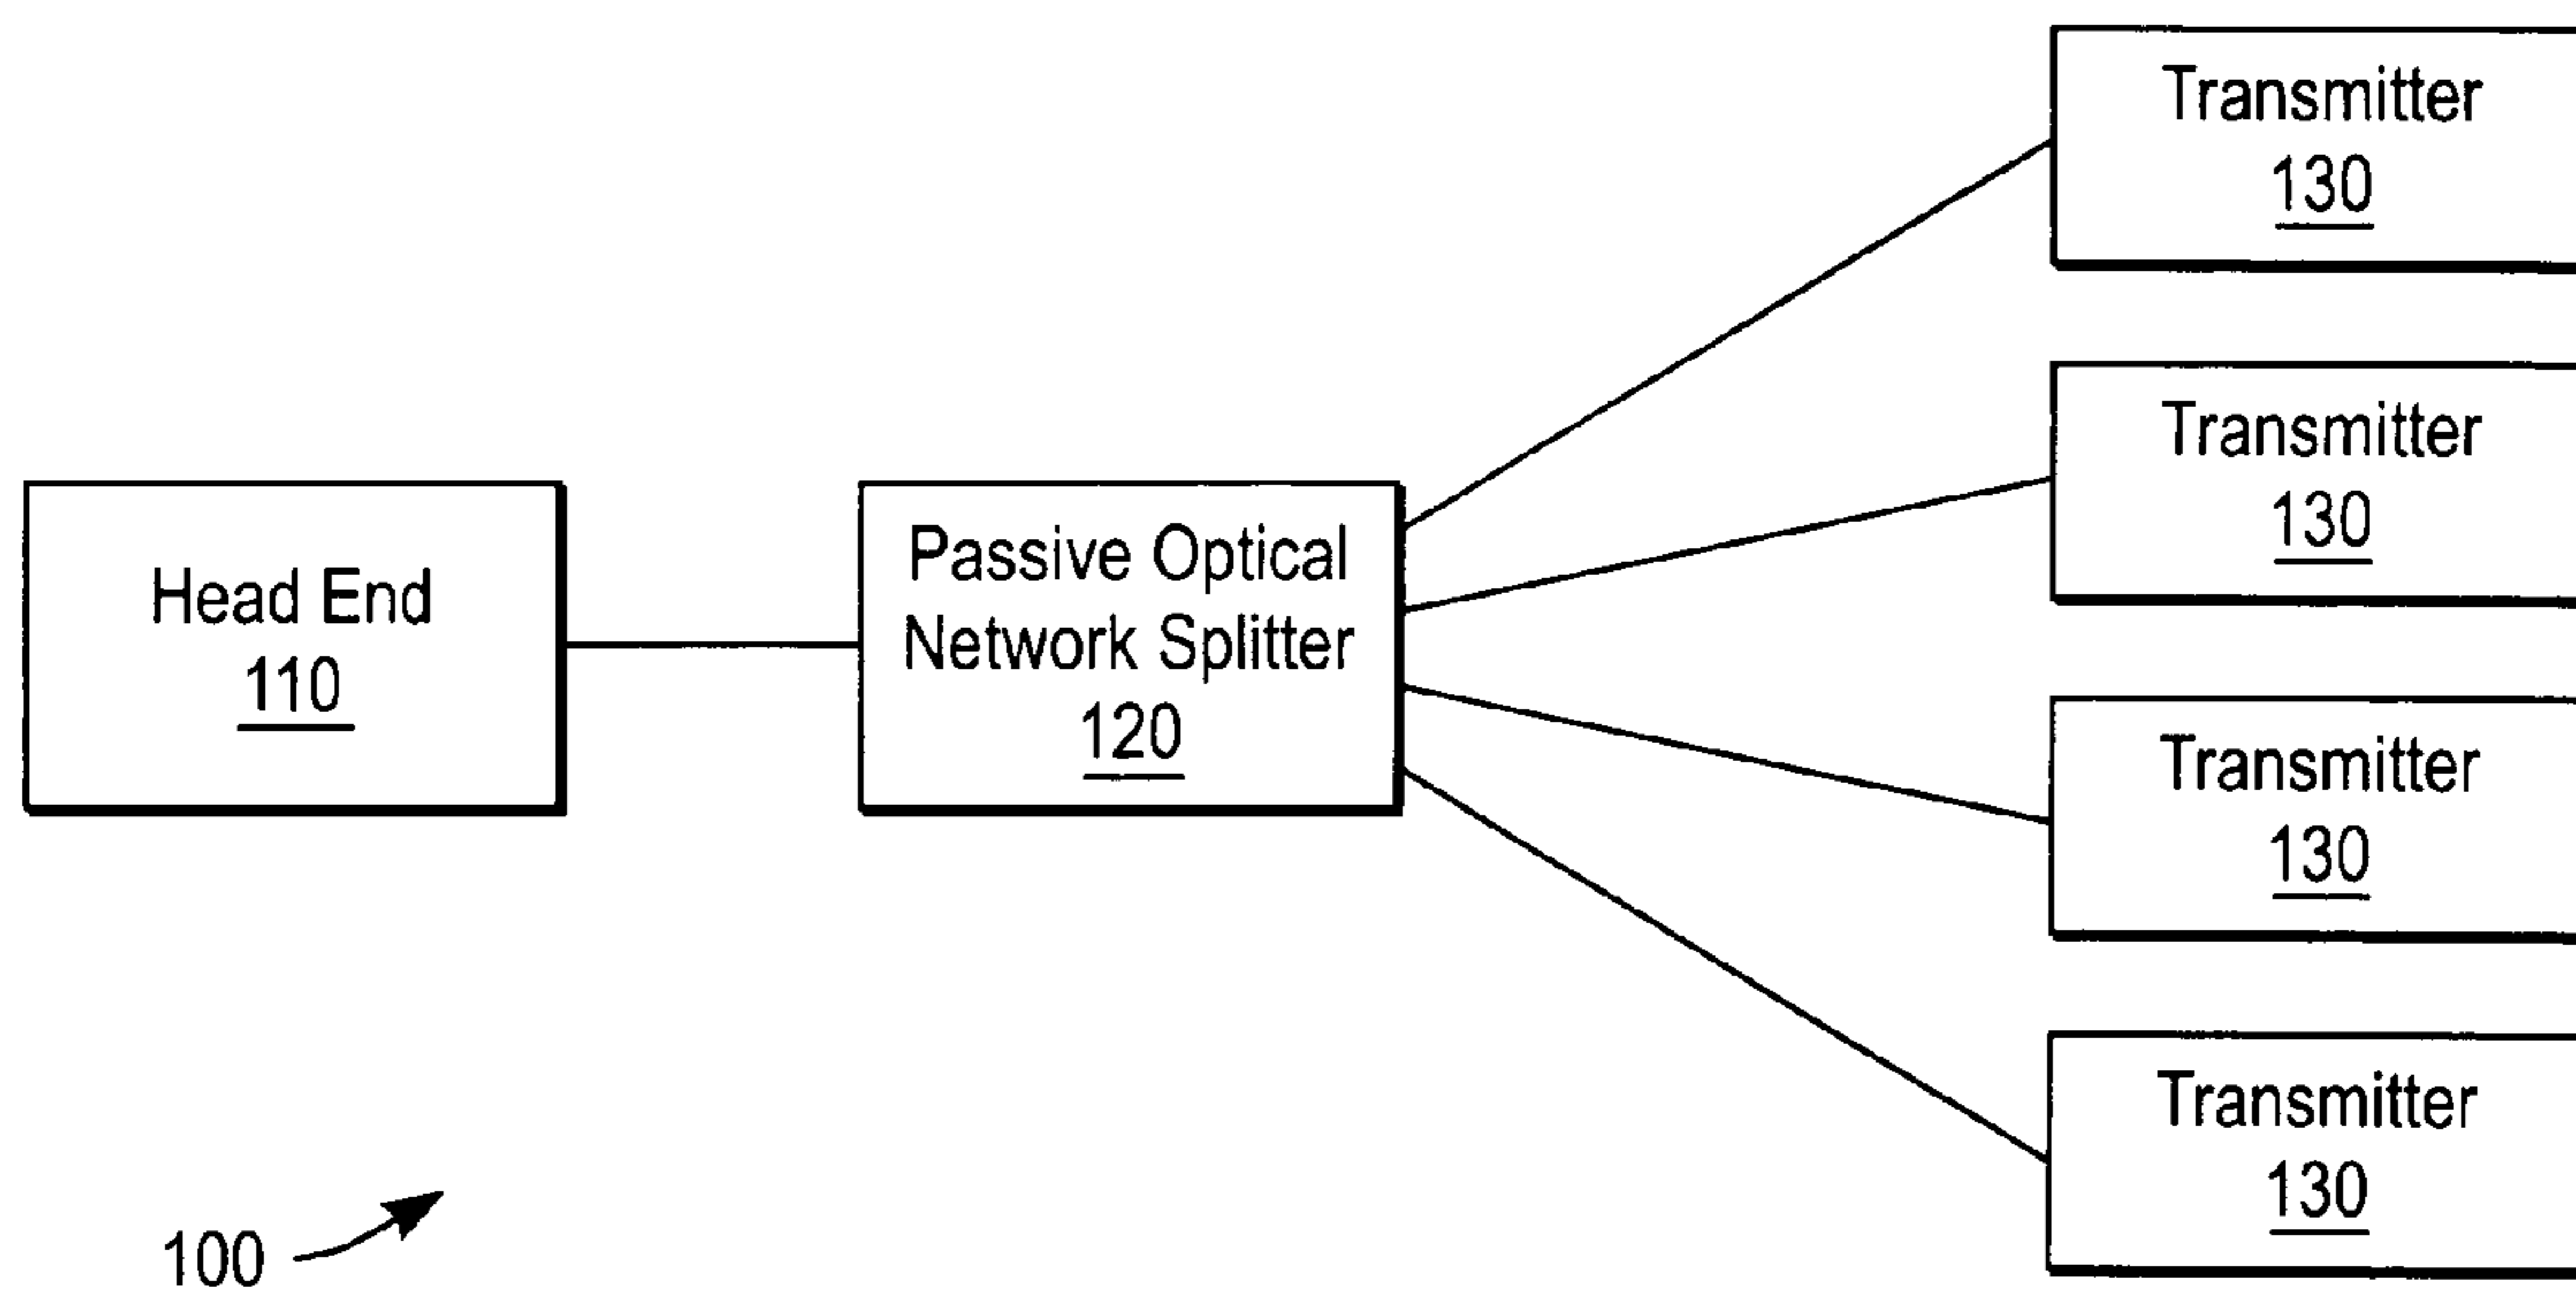 Transmitter
130
Transmitter
130
Head End
110
Passive Optical
Network Splitter
120
Transmitter
130
Transmitter
130
100